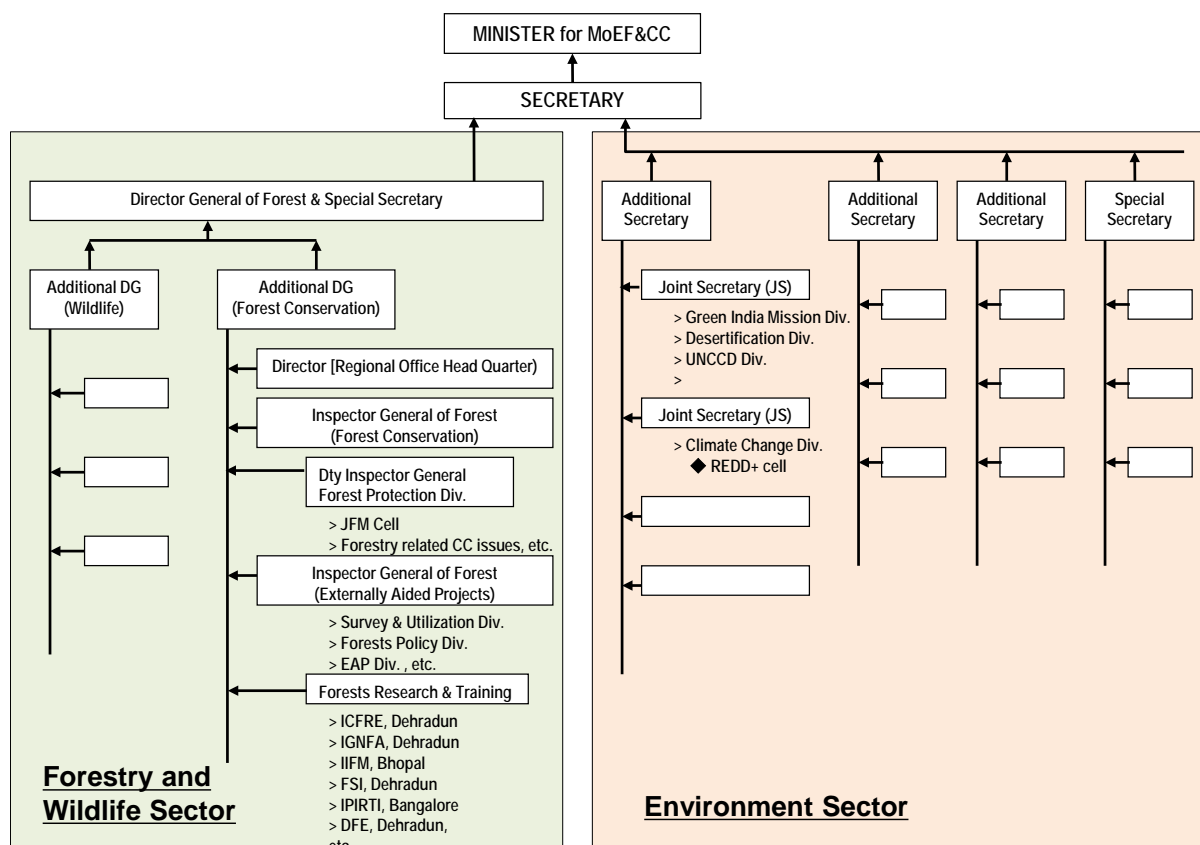 MINISTER for MoEF&CC
SECRETARY
Director General of Forest & Special Secretary
Additional DG
(Wildlife)
Additional DG
(Forest Conservation)
Director [Regional Office Head Quarter)
Inspector General of Forest
(Forest Conservation)
Dty Inspector General
Forest Protection Div.
> JFM Cell
> Forestry related CC issues, etc.
Inspector General of Forest
(Externally Aided Projects)
> Survey & Utilization Div.
> Forests Policy Div.
> EAP Div. , etc.
Forests Research & Training
> ICFRE, Dehradun
> IGNFA, Dehradun
> IIFM, Bhopal
> FSI, Dehradun
> IPIRTI, Bangalore
> DFE, Dehradun,
etc
Forestry and
Wildlife Sector
Additional
Secretary
Additional
Secretary
Additional
Secretary
Special
Secretary
Joint Secretary (JS)
> Green India Mission Div.
> Desertification Div.
> UNCCD Div.
>
Joint Secretary (JS)
> Climate Change Div.
◆ REDD+ cell
Environment Sector